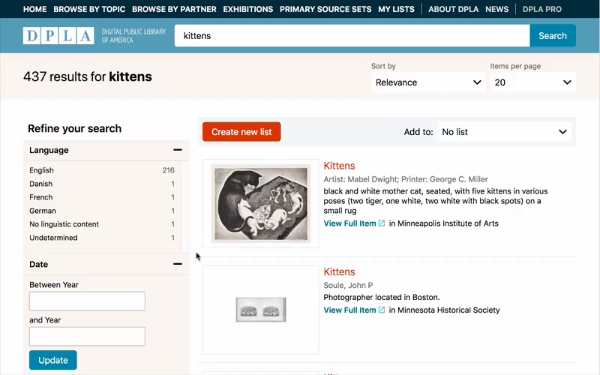 HOME BROWSE BY TOPIC BROWSE BY PARTNER EXHIBITIONS PRIMARY SOURCE SETS MY LISTS ABOUT DPLA NEWS DPLA PRO
DPLA DIGITAL PUBLIC LIBRARY
OF AMERICA
kittens Search
437 results for kittens
Sort by Items per page
Relevance 20
Refine your search
Create new list Add to: No list
Language
English 216
Danish 1
French 1
German 1
No linguistic content 1
Undetermined 1
Date
Between Year
and Year
Update
Kittens
Artist: Mabel Dwight; Printer: George C. Miller
black and white mother cat, seated, with five kittens in various
poses (two tiger, one white, two white with black spots) on a
small rug
View Full Item in Minneapolis Institute of Arts
Kittens
Soule, John P
Photographer located in Boston.
View Full Item in Minnesota Historical Society